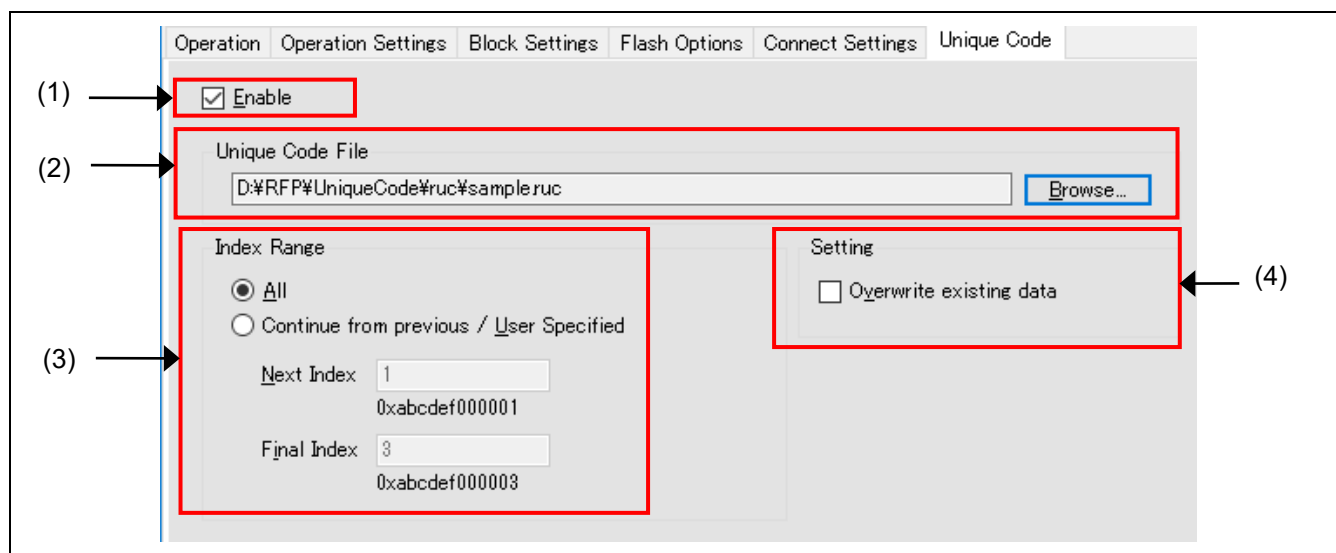 Operation Operation Settings Block Settings Flash Options Connect Settings Unique Code
(1) Enable
(2) Unique Code File
D:¥RFP¥UniqueCode¥ruc¥sample.ruc Browse...
Index Range
All
Continue from previous / User Specified
(3)
Next Index 1
0xabcdef000001
Final Index 3
0xabcdef000003
Setting
Overwrite existing data
(4)